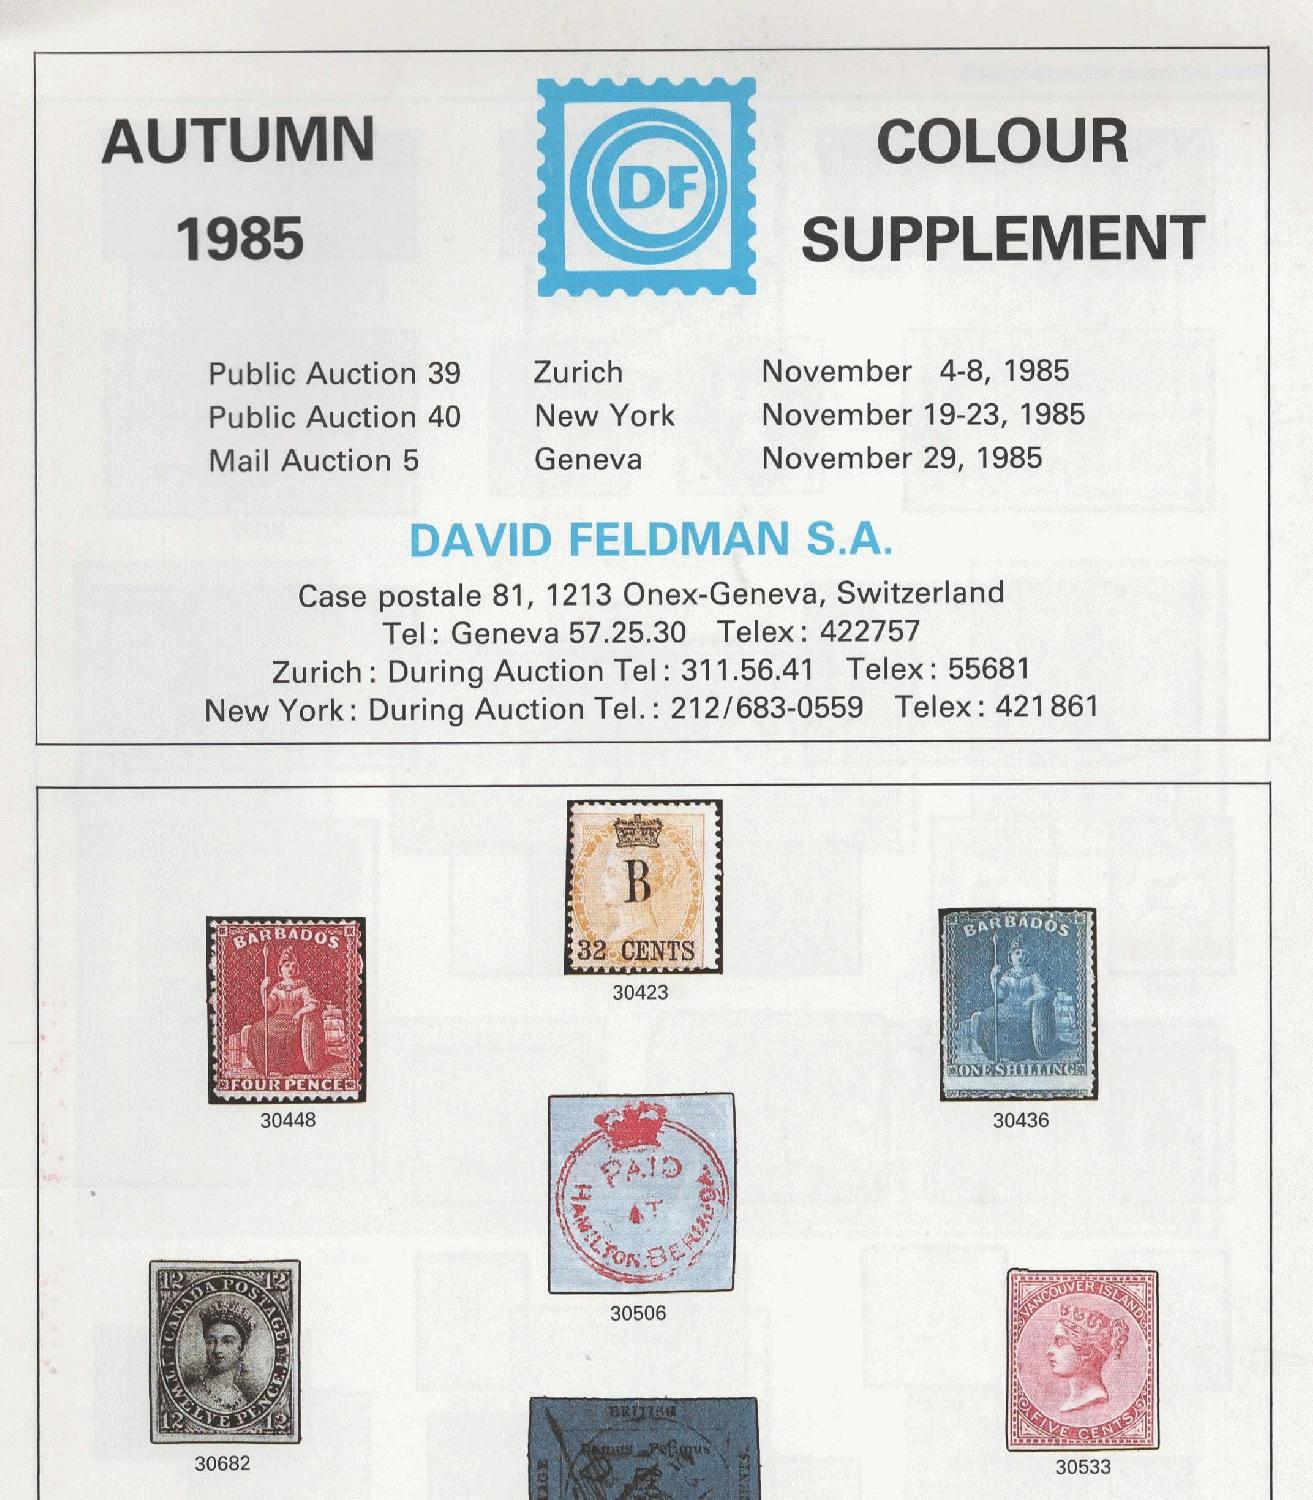 AUTUMN
1985
DF
COLOUR
SUPPLEMENT
Public Auction 39 Zurich November 4-8, 1985
Public Auction 40 New York November 19-23, 1985
Mail Auction 5 Geneva November 29, 1985
DAVID FELDMAN S.A.
Case postale 81, 1213 Onex-Geneva, Switzerland
Tel: Geneva 57.25.30 Telex: 422757
Zurich: During Auction Tel: 311.56.41 Telex: 55681
New York: During Auction Tel.: 212/683-0559 Telex: 421861
B
32 CENTS
30423
BARBADOS
FOUR PENCE
30448
BARBADOS
ONE SHILLING
30436
PAID
AT
HAMILTON. BERMUDA
30506
12 12
CANADA POSTAGE
TWELVE PENCE
12 12
30682
VANCOUVER ISLAND
FIVE CENTS
30533
BRITISH
Damus Petimus